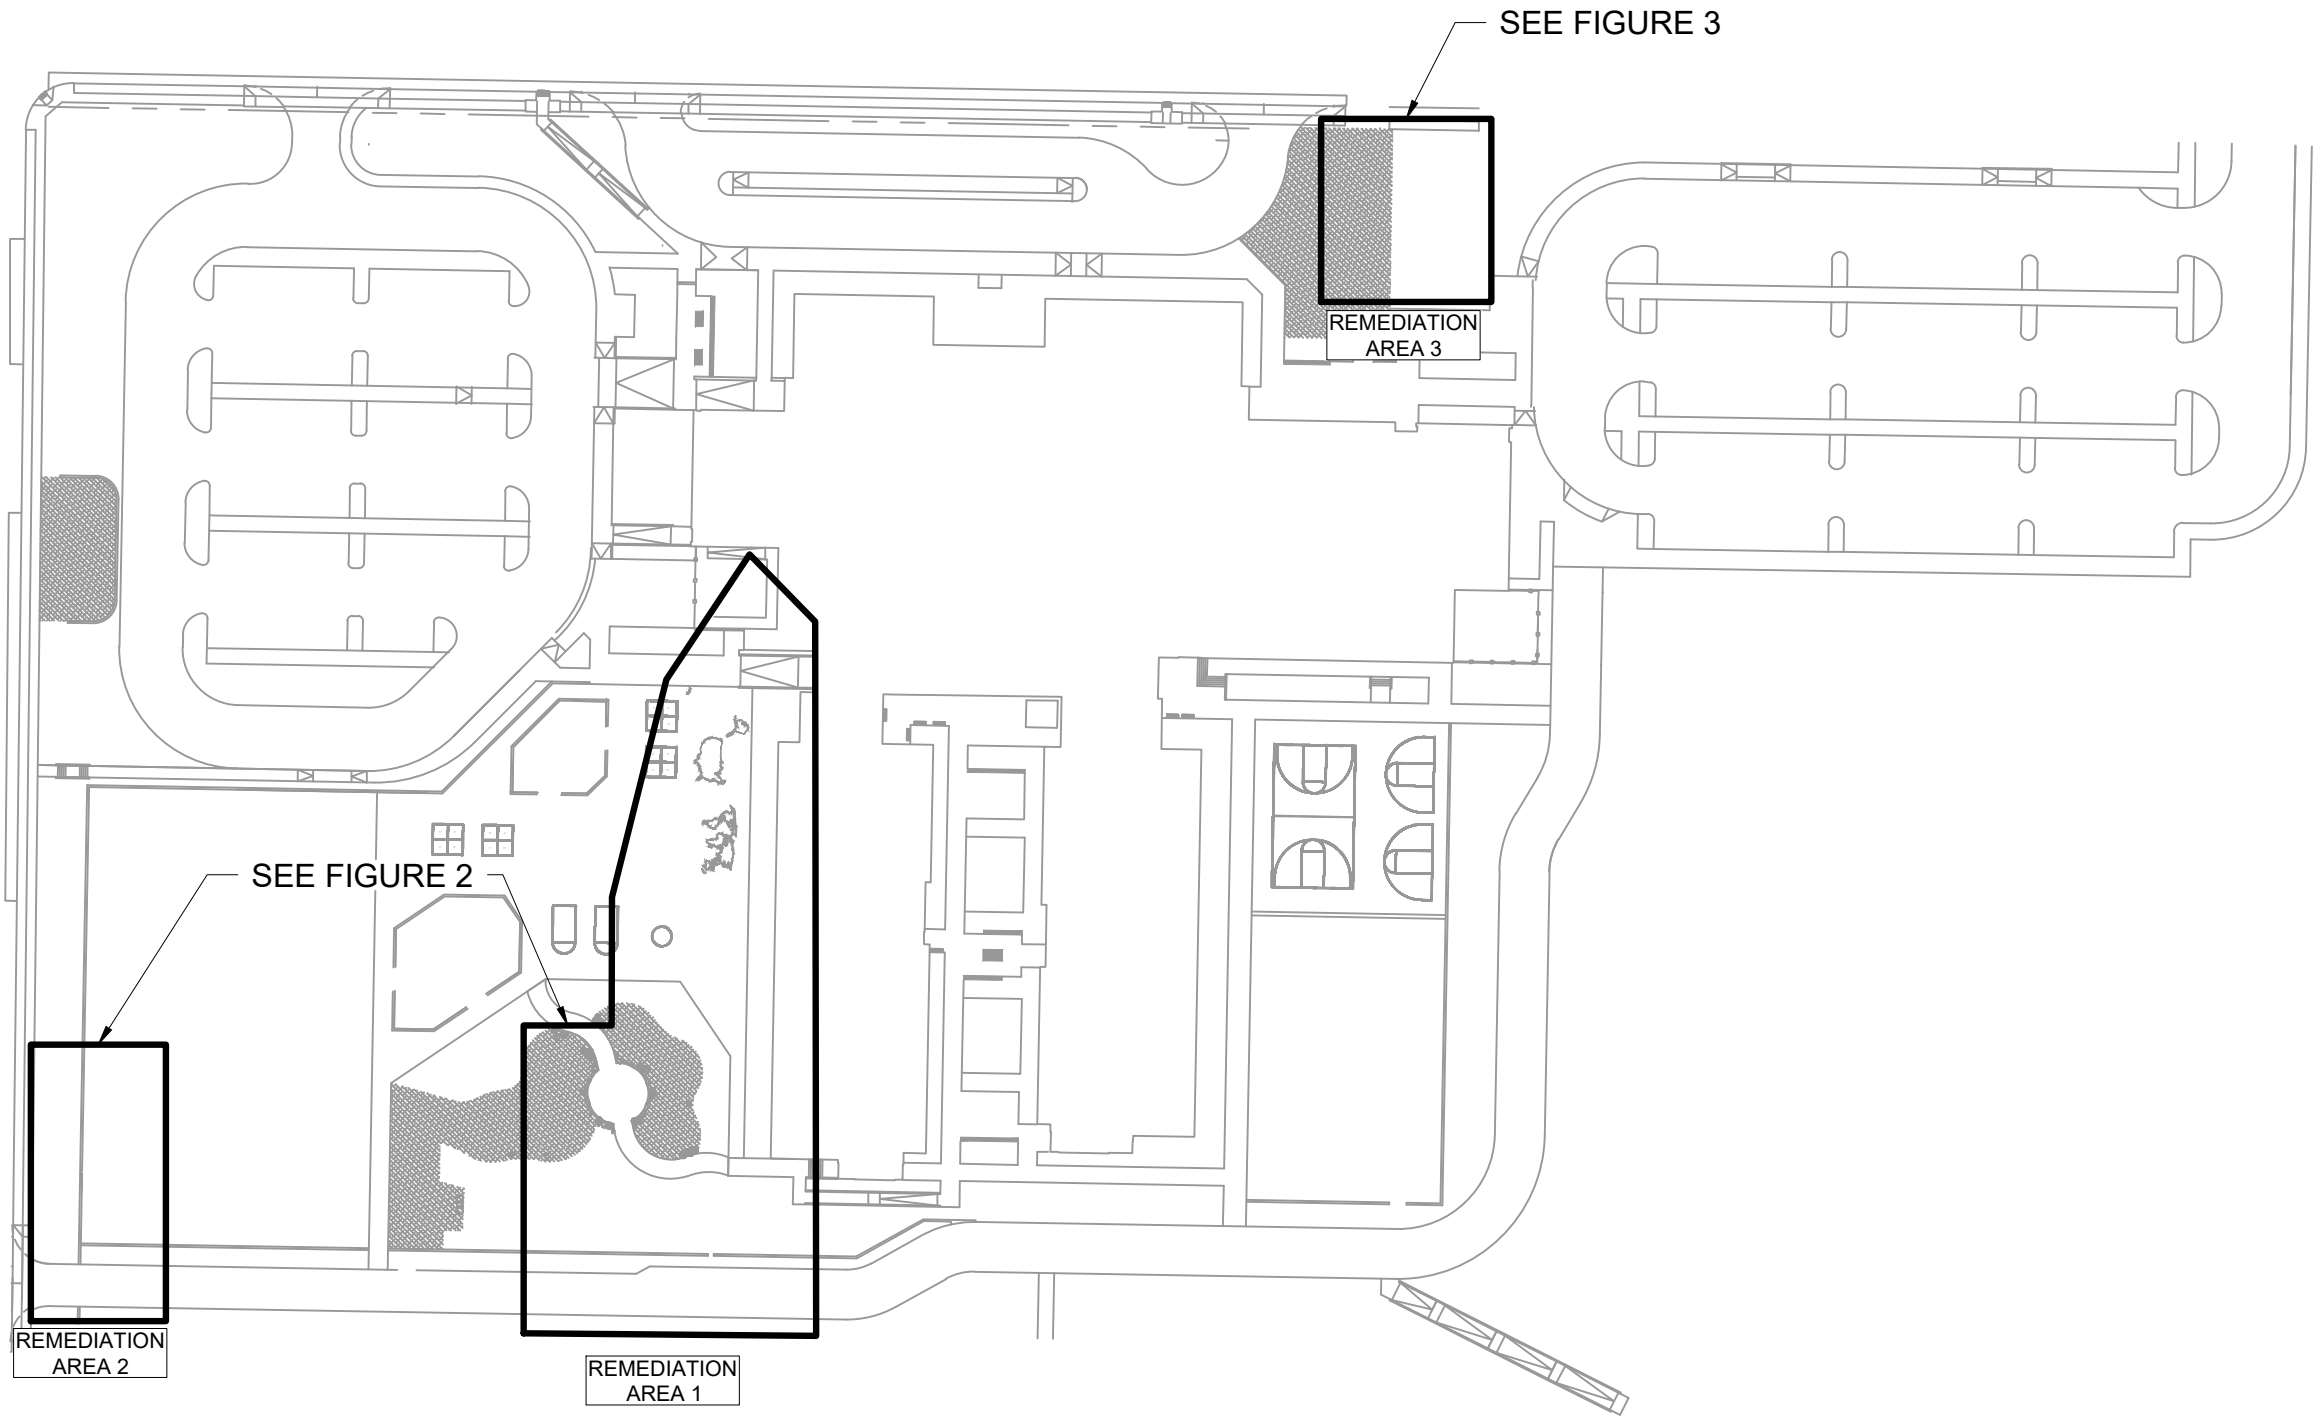 SEE FIGURE 3
REMEDIATION
AREA 3
SEE FIGURE 2
REMEDIATION
AREA 2
REMEDIATION
AREA 1